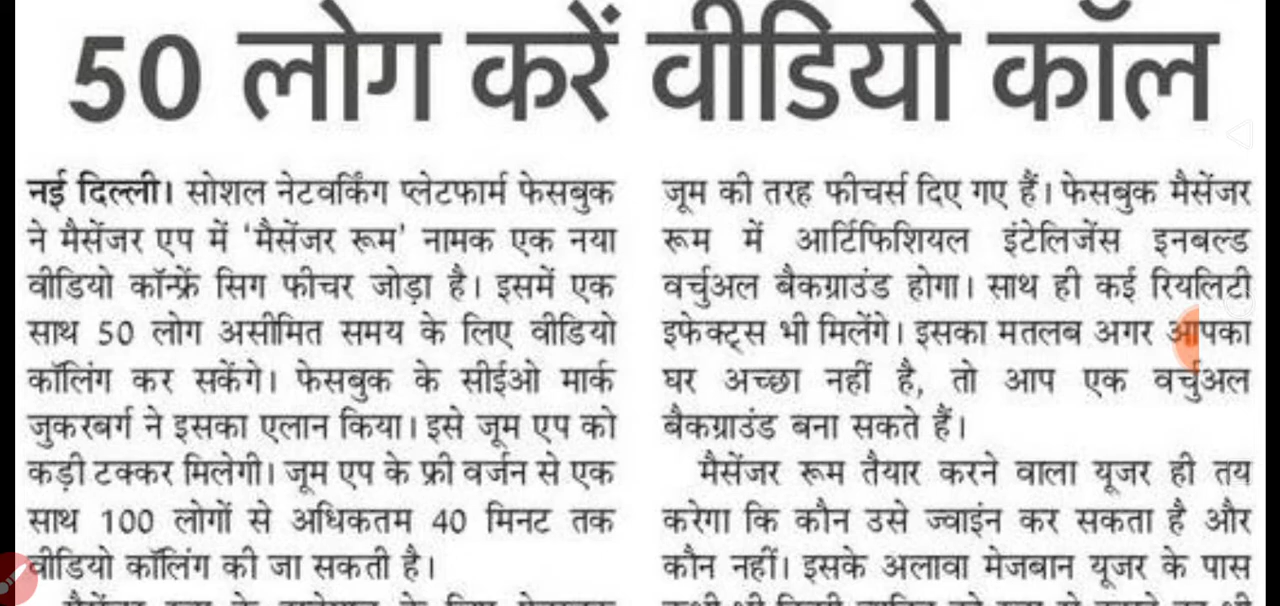 50 लोग करें वीडियो कॉल
नई दिल्ली। सोशल नेटवर्किंग प्लेटफार्म फेसबुक
ने मैसेंजर एप में 'मैसेंजर रूम' नामक एक नया
वीडियो कॉन्फ्रें सिग फीचर जोड़ा है। इसमें एक
साथ 50 लोग असीमित समय के लिए वीडियो
कॉलिंग कर सकेंगे। फेसबुक के सीईओ मार्क
जुकरबर्ग ने इसका एलान किया। इसे जूम एप को
कड़ी टक्कर मिलेगी। जूम एप के फ्री वर्जन से एक
साथ 100 लोगों से अधिकतम 40 मिनट तक
वीडियो कॉलिंग की जा सकती है।
जूम की तरह फीचर्स दिए गए हैं। फेसबुक मैसेंजर
रूम में आर्टिफिशियल इंटेलिजेंस इनबल्ड
वर्चुअल बैकग्राउंड होगा। साथ ही कई रियलिटी
इफेक्ट्स भी मिलेंगे। इसका मतलब अगर आपका
घर अच्छा नहीं है, तो आप एक वर्चुअल
बैकग्राउंड बना सकते हैं।
मैसेंजर रूम तैयार करने वाला यूजर ही तय
करेगा कि कौन उसे ज्वाइंन कर सकता है और
कौन नहीं। इसके अलावा मेजबान यूजर के पास